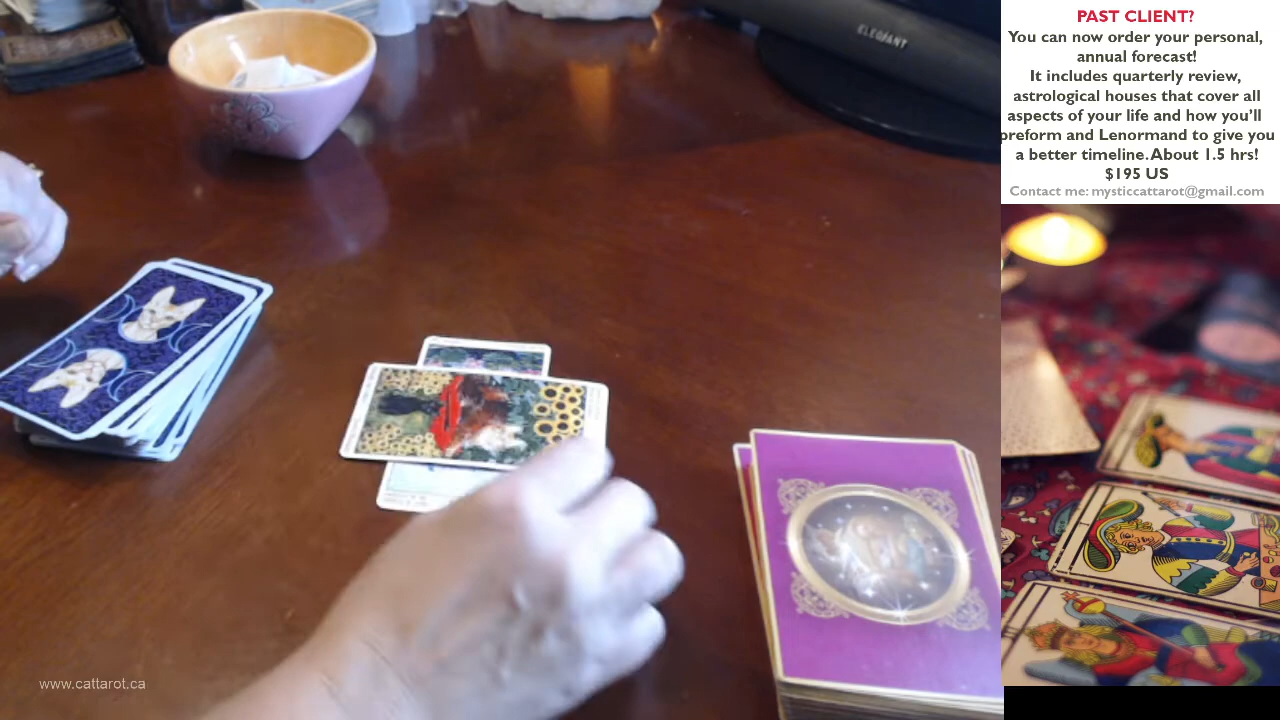 ELEGANT
PAST CLIENT?
You can now order your personal,
annual forecast!
It includes quarterly review,
astrological houses that cover all
aspects of your life and how you'll
preform and Lenormand to give you
a better timeline. About 1.5 hrs!
$195 US
Contact me: mysticcattarot@gmail.com
www.cattarot.ca